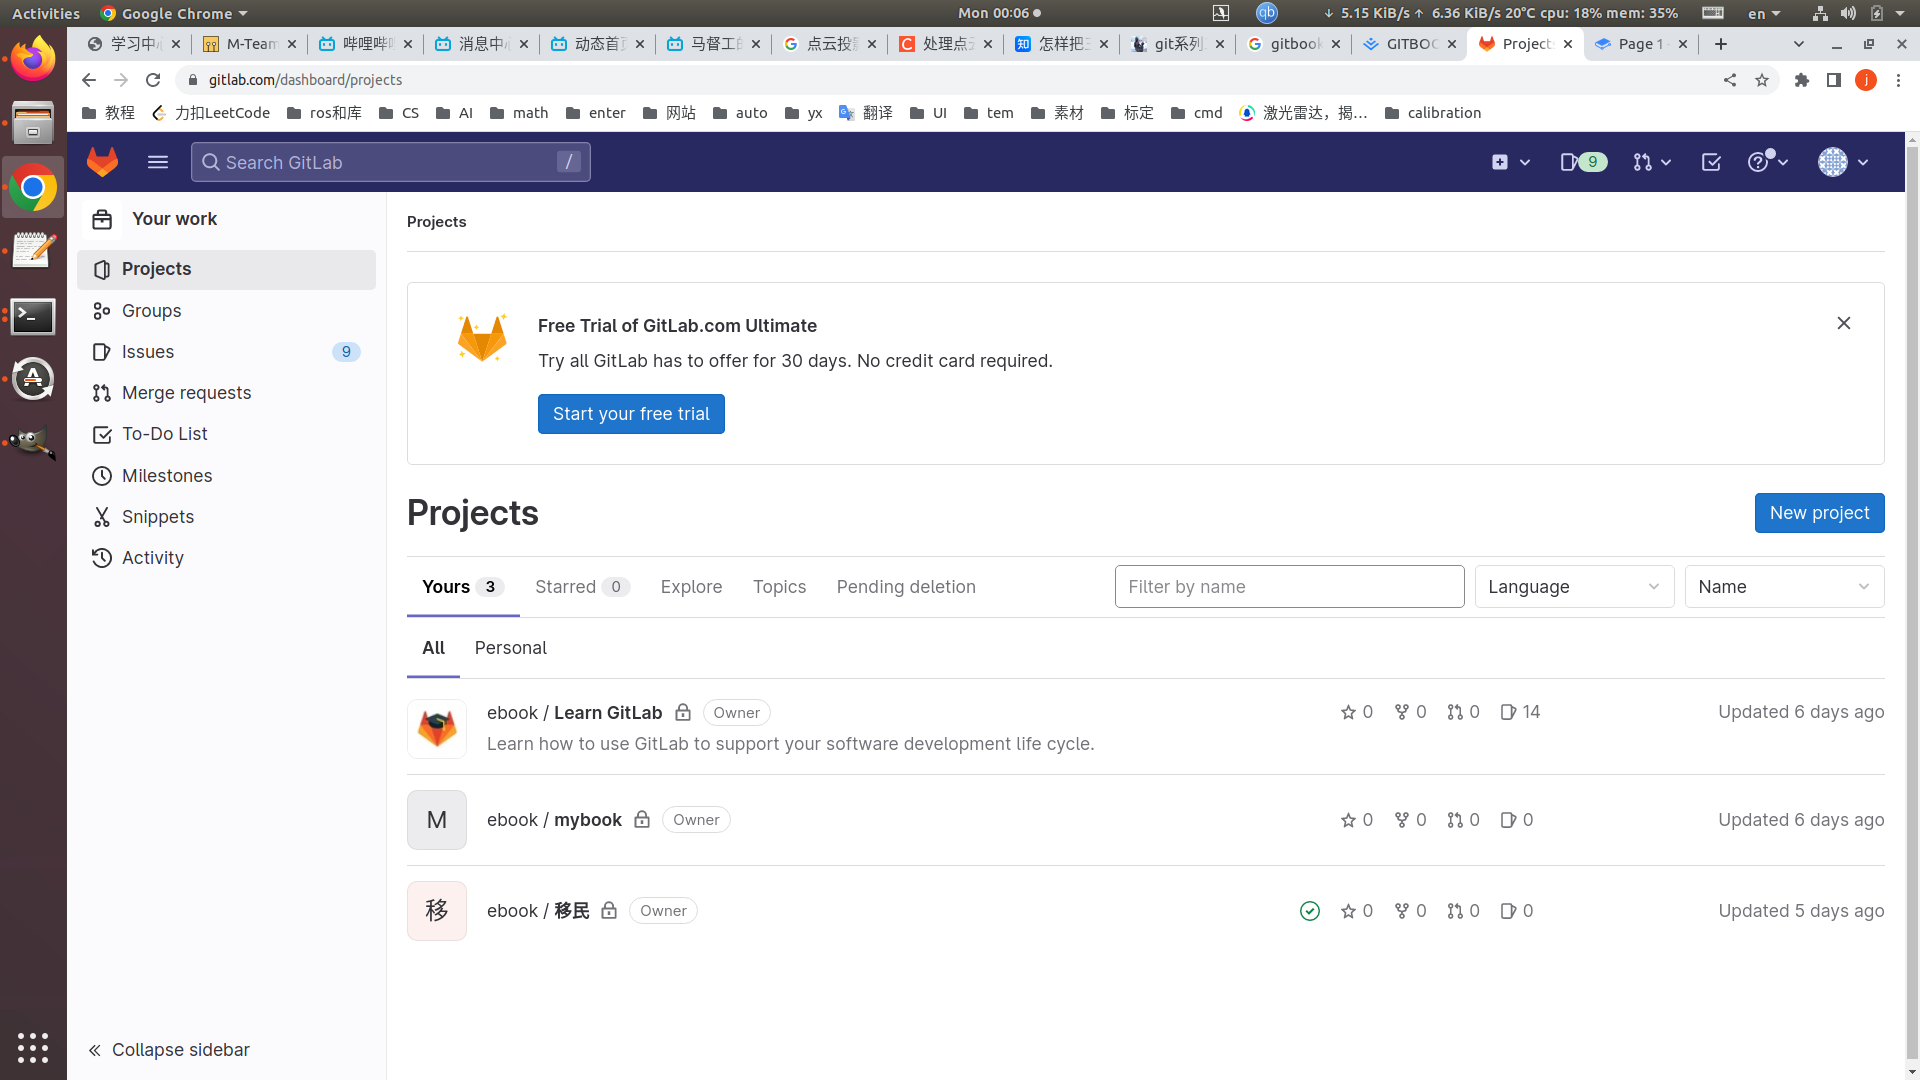 Activities Google Chrome Mon 00:06 5.15 KiB/s 6.36 KiB/s 20°C cpu: 18% mem: 35% en
学习中 M-Team 哔哩哔 消息中 动态首 马督工 点云投 处理点 怎样把 git系列 gitbook GITBOO Project Page 1
gitlab.com/dashboard/projects
教程 力扣LeetCode ros和库 CS AI math enter 网站 auto yx 翻译 UI tem 素材 标定 cmd 激光雷达，揭… calibration
Search GitLab / 9
Your work
Projects
Groups
Issues 9
Merge requests
To-Do List
Milestones
Snippets
Activity
Collapse sidebar
Projects
Free Trial of GitLab.com Ultimate
Try all GitLab has to offer for 30 days. No credit card required.
Start your free trial
Projects New project
Yours 3 Starred 0 Explore Topics Pending deletion Filter by name Language Name
All Personal
ebook / Learn GitLab Owner 0 0 0 14 Updated 6 days ago
Learn how to use GitLab to support your software development life cycle.
M ebook / mybook Owner 0 0 0 0 Updated 6 days ago
移 ebook / 移民 Owner 0 0 0 0 Updated 5 days ago